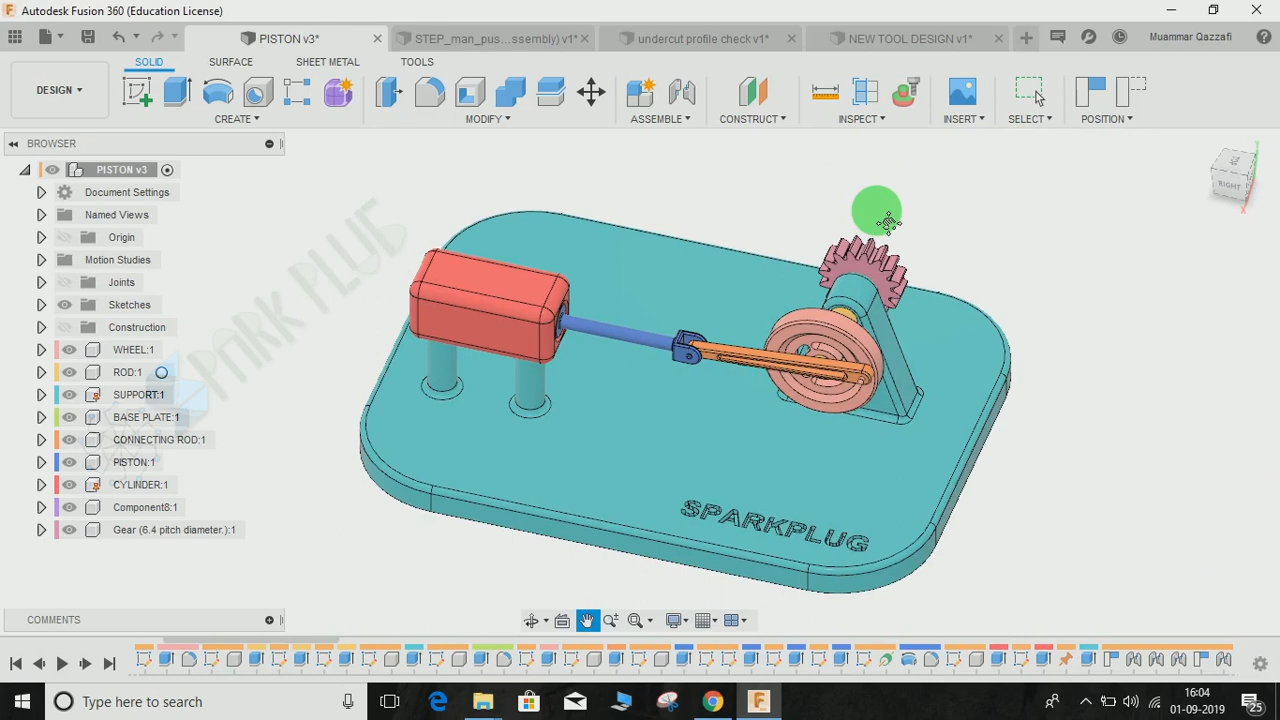 Autodesk Fusion 360 (Education License)
PISTON v3*
STEP_man_pus...ssembly) v1*
undercut profile check v1*
NEW TOOL DESIGN v1*
Muammar Qazzafi
SOLID
SURFACE
SHEET METAL
TOOLS
DESIGN
CREATE
MODIFY
ASSEMBLE
CONSTRUCT
INSPECT
INSERT
SELECT
POSITION
BROWSER
PISTON v3
Document Settings
Named Views
Origin
Motion Studies
Joints
Sketches
Construction
WHEEL:1
ROD:1
SUPPORT:1
BASE PLATE:1
CONNECTING ROD:1
PISTON:1
CYLINDER:1
Component8:1
Gear (6.4 pitch diameter.):1
SPARK PLUG
RIGHT
SPARKPLUG
COMMENTS
Type here to search
16:04
01-09-2019
25